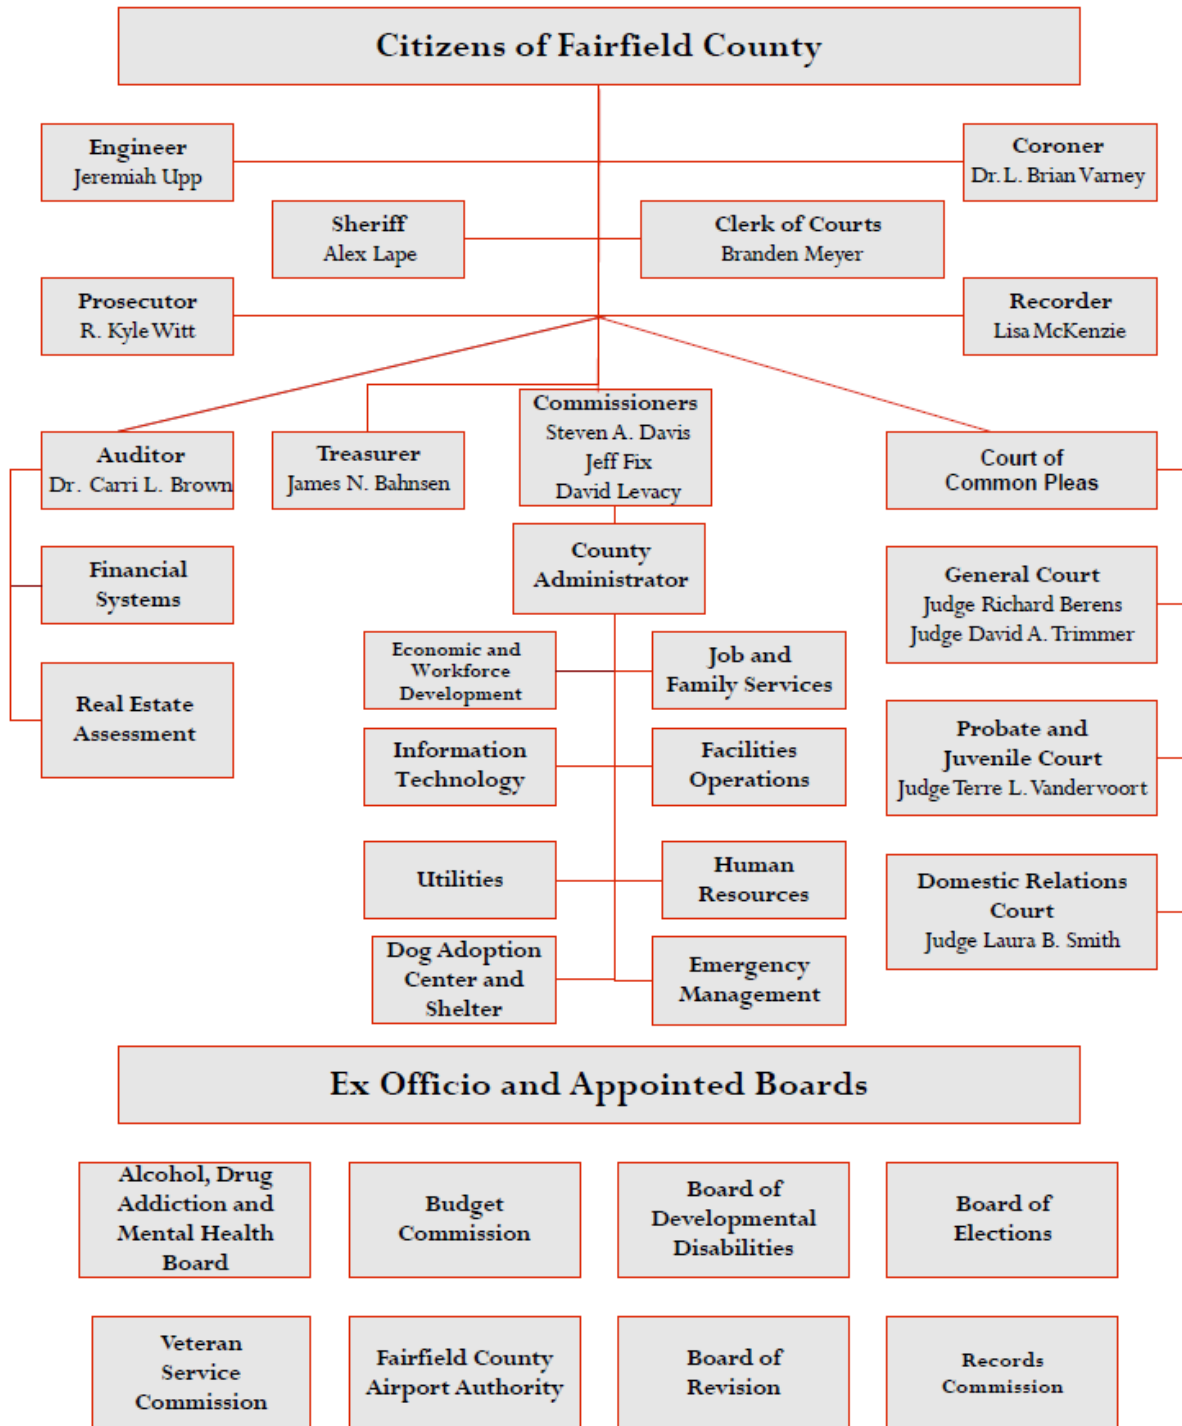 Citizens of Fairfield County
Engineer
Jeremiah Upp
Coroner
Dr. L. Brian Varney
Sheriff
Alex Lape
Clerk of Courts
Branden Meyer
Prosecutor
R. Kyle Witt
Recorder
Lisa McKenzie
Auditor
Dr. Carri L. Brown
Treasurer
James N. Bahnsen
Commissioners
Steven A. Davis
Jeff Fix
David Levacy
Court of
Common Pleas
County
Administrator
Financial
Systems
Real Estate
Assessment
General Court
Judge Richard Berens
Judge David A. Trimmer
Economic and
Workforce
Development
Job and
Family Services
Information
Technology
Facilities
Operations
Probate and
Juvenile Court
Judge Terre L. Vandervoort
Utilities
Human
Resources
Domestic Relations
Court
Judge Laura B. Smith
Dog Adoption
Center and
Shelter
Emergency
Management
Ex Officio and Appointed Boards
Alcohol, Drug
Addiction and
Mental Health
Board
Budget
Commission
Board of
Developmental
Disabilities
Board of
Elections
Veteran
Service
Commission
Fairfield County
Airport Authority
Board of
Revision
Records
Commission